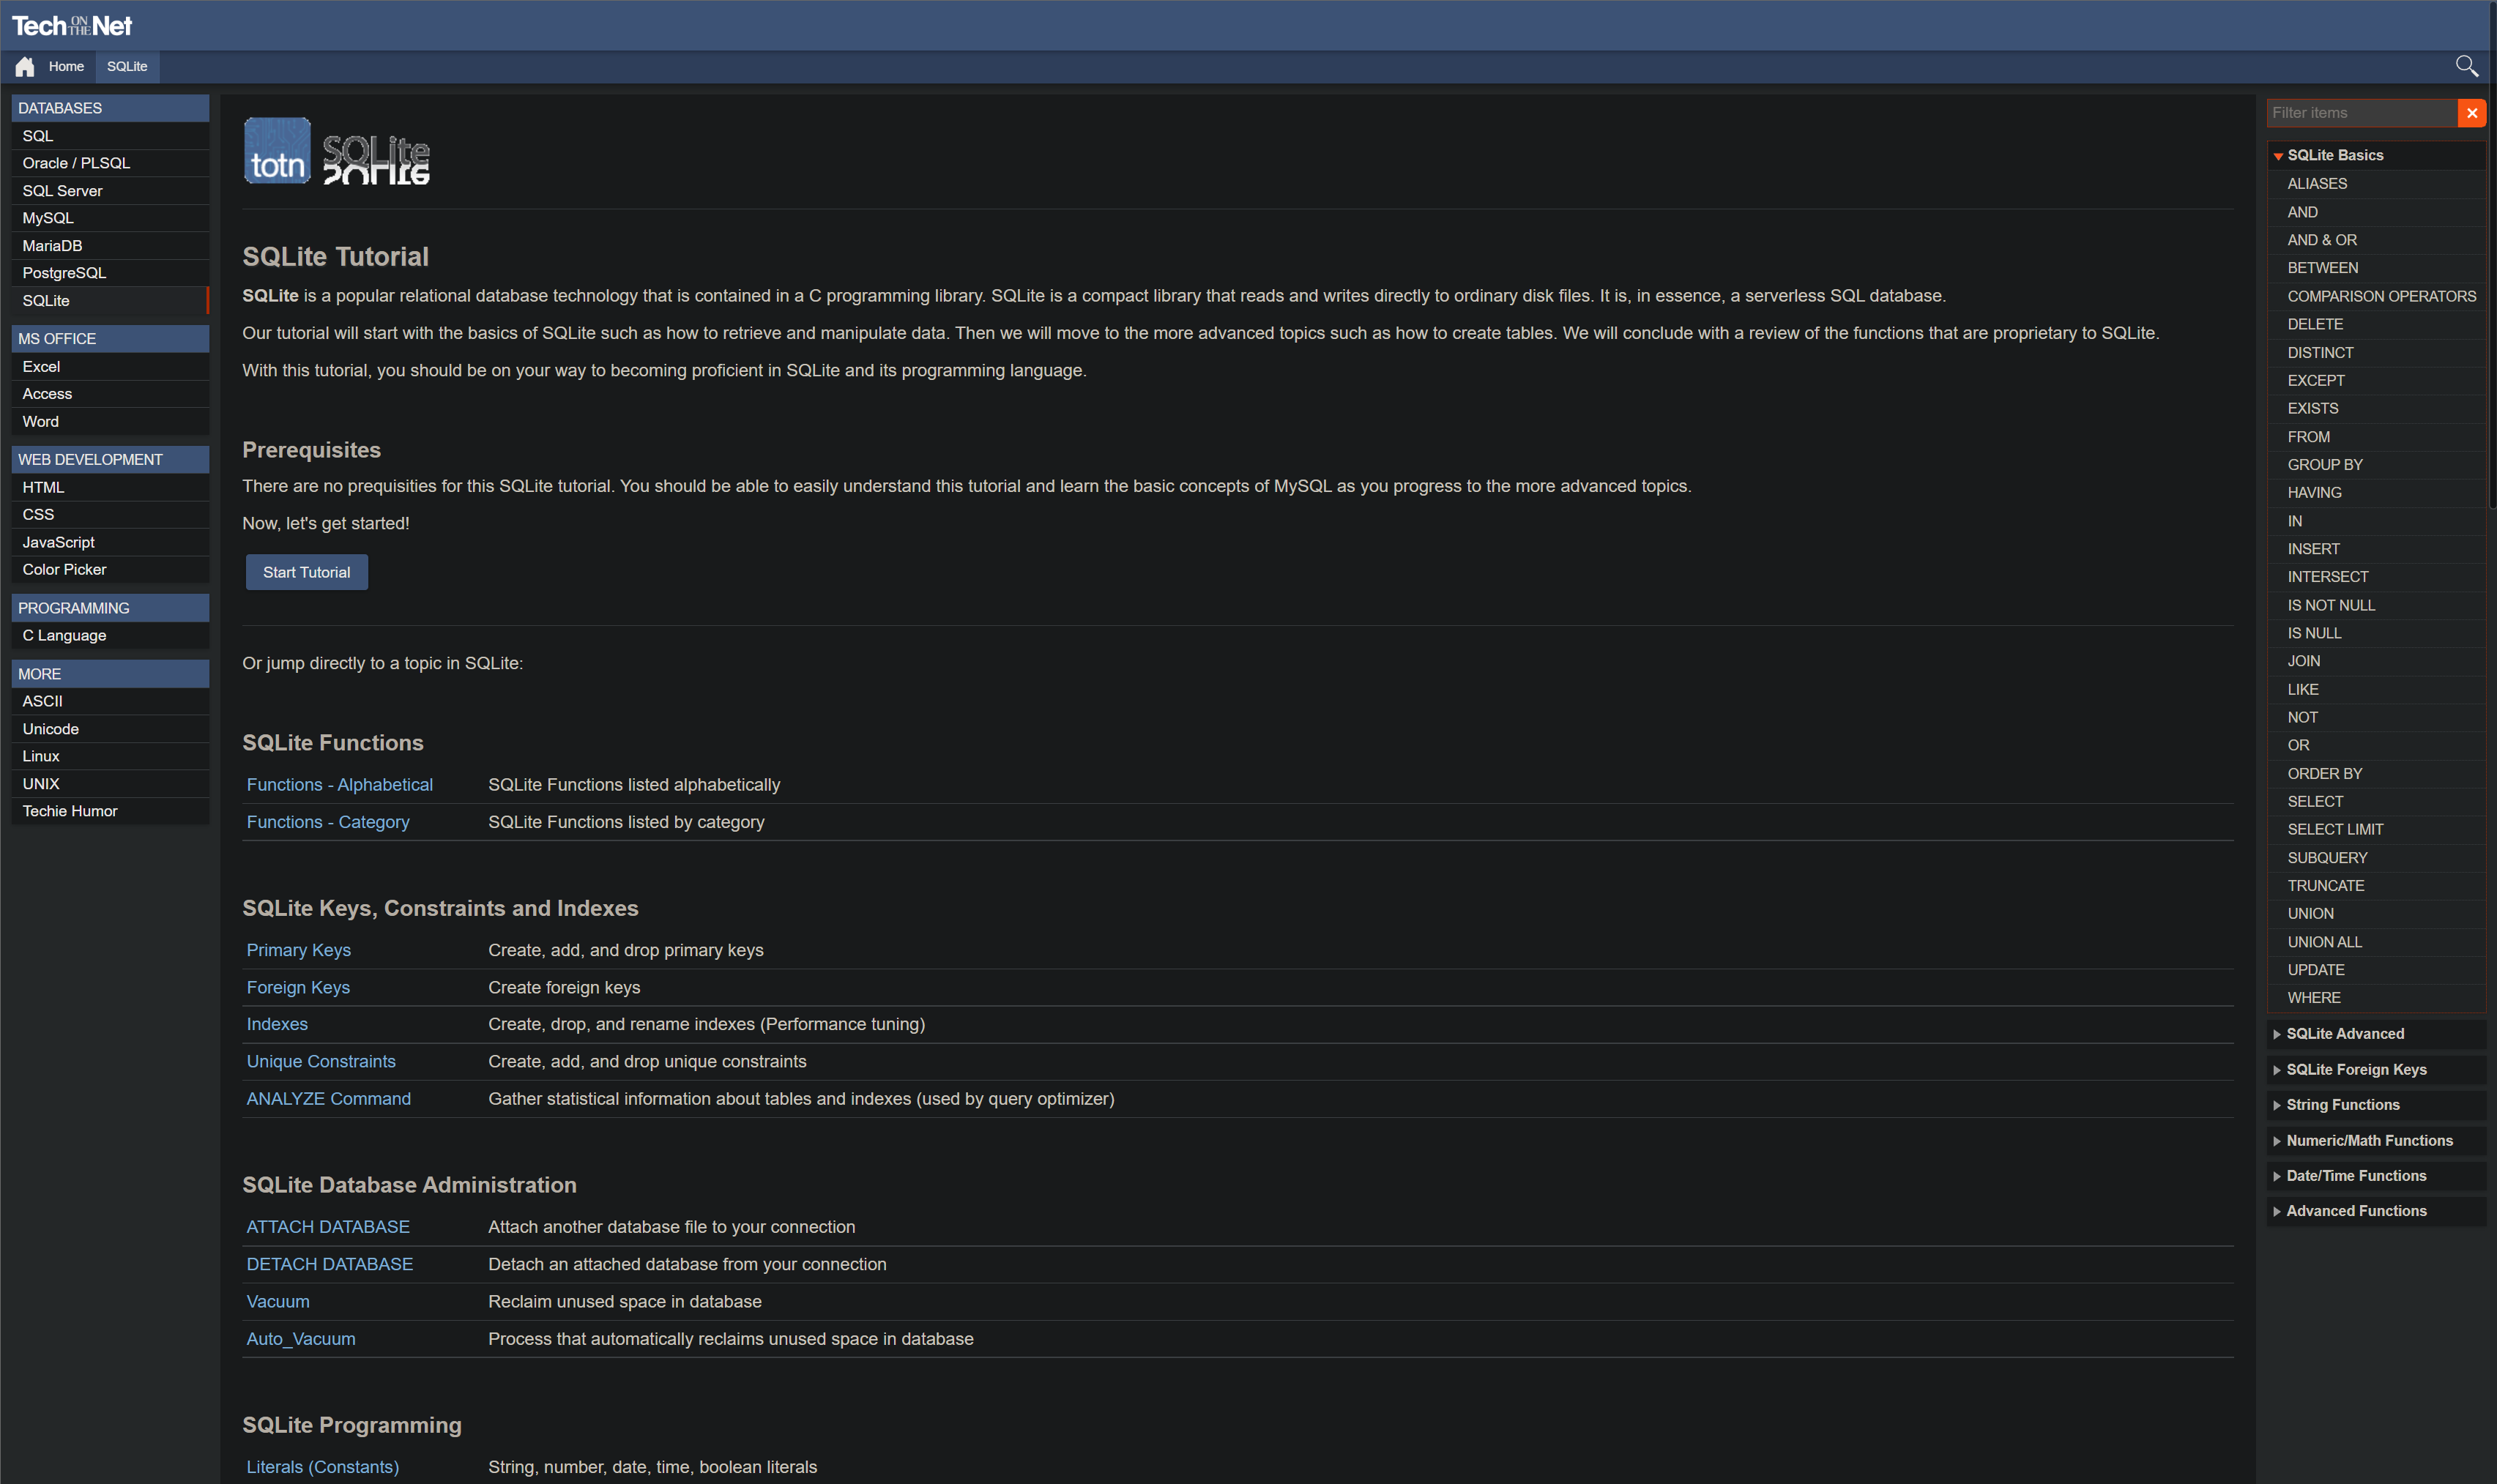 Tech ON THE Net
Home
SQLite
DATABASES
SQL
Oracle / PLSQL
SQL Server
MySQL
MariaDB
PostgreSQL
SQLite
MS OFFICE
Excel
Access
Word
WEB DEVELOPMENT
HTML
CSS
JavaScript
Color Picker
PROGRAMMING
C Language
MORE
ASCII
Unicode
Linux
UNIX
Techie Humor
totn SQLite
SQLite Tutorial
SQLite is a popular relational database technology that is contained in a C programming library. SQLite is a compact library that reads and writes directly to ordinary disk files. It is, in essence, a serverless SQL database.
Our tutorial will start with the basics of SQLite such as how to retrieve and manipulate data. Then we will move to the more advanced topics such as how to create tables. We will conclude with a review of the functions that are proprietary to SQLite.
With this tutorial, you should be on your way to becoming proficient in SQLite and its programming language.
Prerequisites
There are no prequisities for this SQLite tutorial. You should be able to easily understand this tutorial and learn the basic concepts of MySQL as you progress to the more advanced topics.
Now, let's get started!
Start Tutorial
Or jump directly to a topic in SQLite:
SQLite Functions
Functions - Alphabetical SQLite Functions listed alphabetically
Functions - Category SQLite Functions listed by category
SQLite Keys, Constraints and Indexes
Primary Keys Create, add, and drop primary keys
Foreign Keys Create foreign keys
Indexes Create, drop, and rename indexes (Performance tuning)
Unique Constraints Create, add, and drop unique constraints
ANALYZE Command Gather statistical information about tables and indexes (used by query optimizer)
SQLite Database Administration
ATTACH DATABASE Attach another database file to your connection
DETACH DATABASE Detach an attached database from your connection
Vacuum Reclaim unused space in database
Auto_Vacuum Process that automatically reclaims unused space in database
SQLite Programming
Literals (Constants) String, number, date, time, boolean literals
Filter items
SQLite Basics
ALIASES
AND
AND & OR
BETWEEN
COMPARISON OPERATORS
DELETE
DISTINCT
EXCEPT
EXISTS
FROM
GROUP BY
HAVING
IN
INSERT
INTERSECT
IS NOT NULL
IS NULL
JOIN
LIKE
NOT
OR
ORDER BY
SELECT
SELECT LIMIT
SUBQUERY
TRUNCATE
UNION
UNION ALL
UPDATE
WHERE
SQLite Advanced
SQLite Foreign Keys
String Functions
Numeric/Math Functions
Date/Time Functions
Advanced Functions